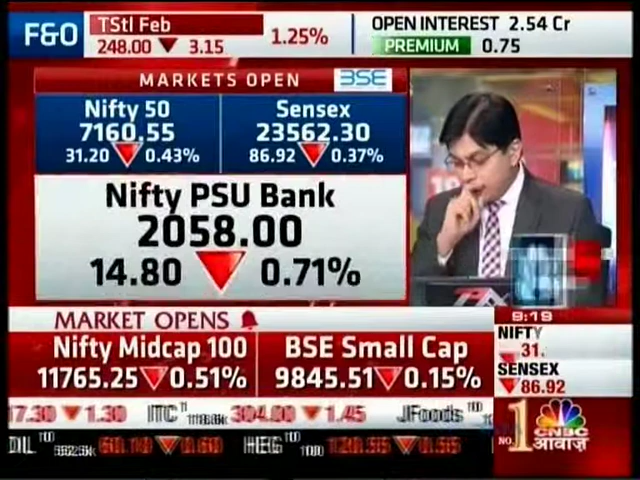 F&O
TStl Feb
248.00 3.15
1.25%
OPEN INTEREST 2.54 Cr
PREMIUM 0.75
MARKETS OPEN BSE
Nifty 50
7160.55
31.20 0.43%
Sensex
23562.30
86.92 0.37%
Nifty PSU Bank
2058.00
14.80 0.71%
MARKET OPENS
9:19
Nifty Midcap 100
11765.25 0.51%
BSE Small Cap
9845.51 0.15%
NIFTY
31.
SENSEX
86.92
17.30 1.30 ITC 304.00 1.45 JFoods
NO. 1
CNBC
आवाज़
HEG